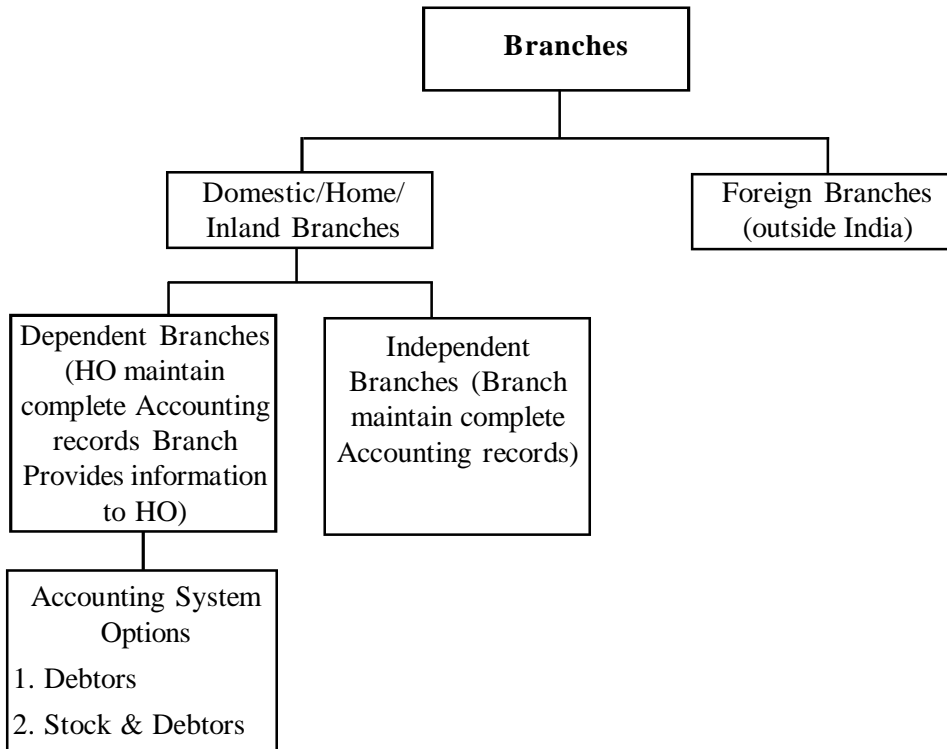 Branches
Domestic/Home/
Inland Branches
Foreign Branches
(outside India)
Dependent Branches
(HO maintain
complete Accounting
records Branch
Provides information
to HO)
Independent
Branches (Branch
maintain complete
Accounting records)
Accounting System
Options
1. Debtors
2. Stock & Debtors